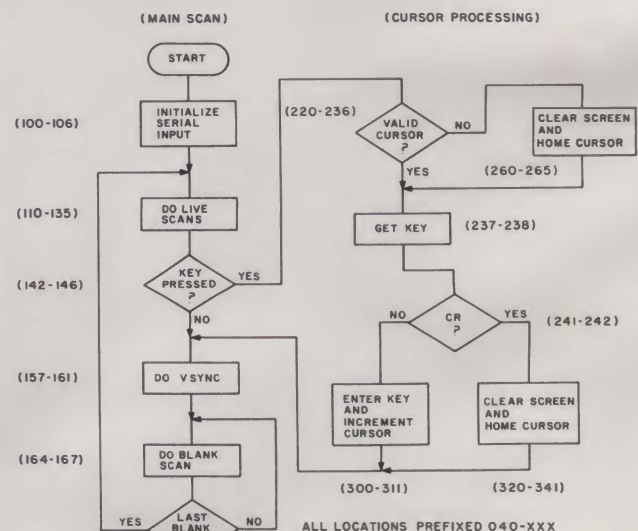 (MAIN SCAN)
(CURSOR PROCESSING)
START
(100-106)
INITIALIZE
SERIAL
INPUT
(110-135)
DO LIVE
SCANS
(142-146)
KEY
PRESSED
?
YES
NO
(157-161)
DO VSYNC
(164-167)
DO BLANK
SCAN
YES
LAST
BLANK
NO
(220-236)
VALID
CURSOR
?
NO
YES
CLEAR SCREEN
AND
HOME CURSOR
(260-265)
GET KEY
(237-238)
NO
CR
?
YES
(241-242)
ENTER KEY
AND
INCREMENT
CURSOR
(300-311)
CLEAR SCREEN
AND
HOME CURSOR
(320-341)
ALL LOCATIONS PREFIXED 040-XXX